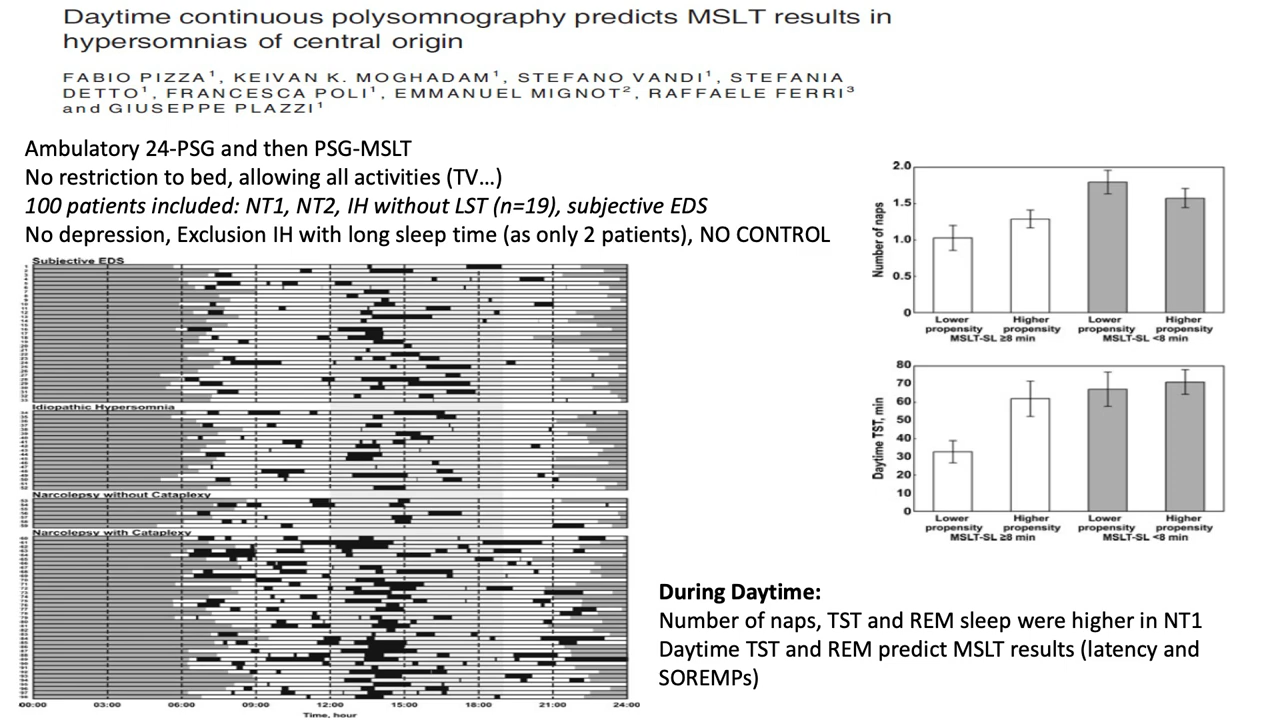 Daytime continuous polysomnography predicts MSLT results in
hypersomnias of central origin
FABIO PIZZA¹, KEIVAN K. MOGHADAM¹, STEFANO VANDI¹, STEFANIA
DETTO¹, FRANCESCA POLI¹, EMMANUEL MIGNOT², RAFFAELE FERRI³
and GIUSEPPE PLAZZI¹
Ambulatory 24-PSG and then PSG-MSLT
No restriction to bed, allowing all activities (TV…)
100 patients included: NT1, NT2, IH without LST (n=19), subjective EDS
No depression, Exclusion IH with long sleep time (as only 2 patients), NO CONTROL
Subjective EDS
Idiopathic Hypersomnia
Narcolepsy without Cataplexy
Narcolepsy with Cataplexy
00:00 03:00 06:00 09:00 12:00 15:00 18:00 21:00 24:00
Time, hour
Number of naps
2.0
1.5
1.0
0.5
0
Lower Higher Lower Higher
propensity propensity propensity propensity
MSLT-SL ≥8 min MSLT-SL <8 min
Daytime TST, min
80
70
60
50
40
30
20
10
0
Lower Higher Lower Higher
propensity propensity propensity propensity
MSLT-SL ≥8 min MSLT-SL <8 min
During Daytime:
Number of naps, TST and REM sleep were higher in NT1
Daytime TST and REM predict MSLT results (latency and
SOREMPs)